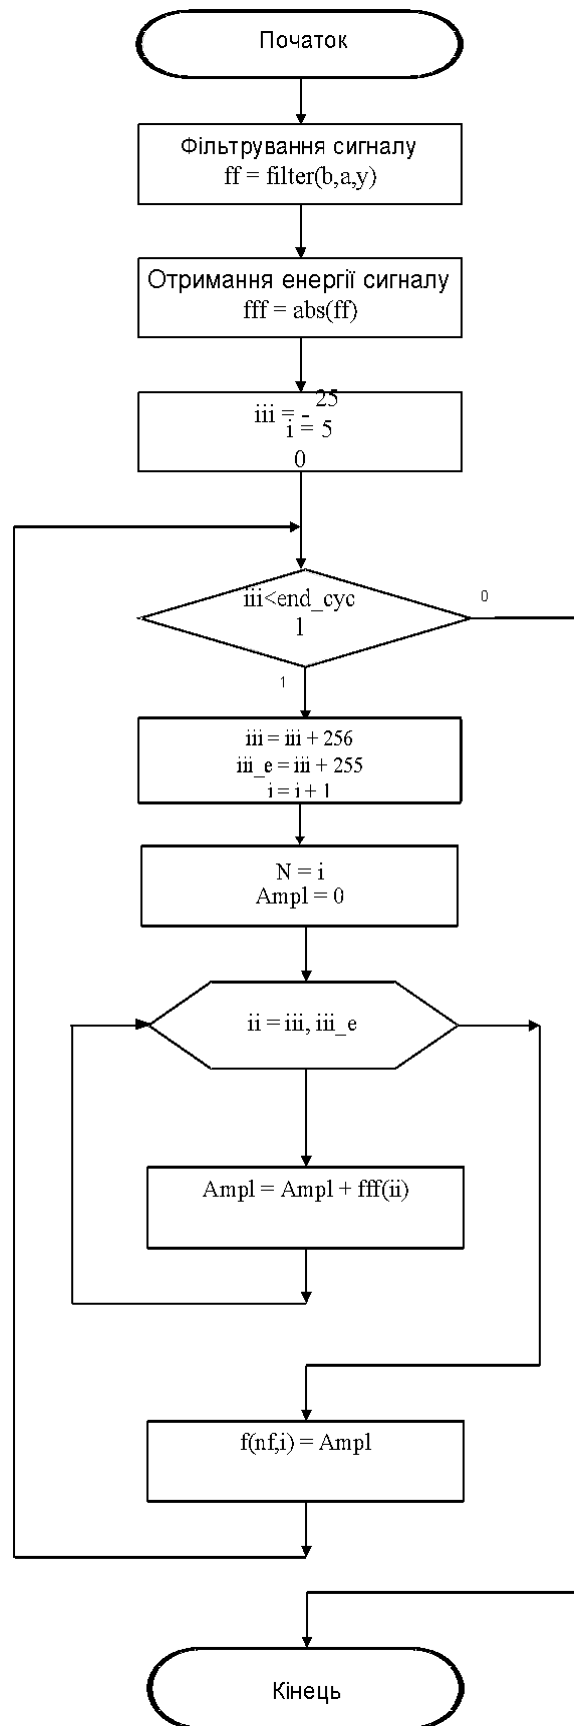 Початок
Фільтрування сигналу
ff = filter(b,a,y)
Отримання енергії сигналу
fff = abs(ff)
iii = - 25
i = 5
0
iii<end_cyc
l
0
1
iii = iii + 256
iii_e = iii + 255
i = i + 1
N = i
Ampl = 0
ii = iii, iii_e
Ampl = Ampl + fff(ii)
f(nf,i) = Ampl
Кінець